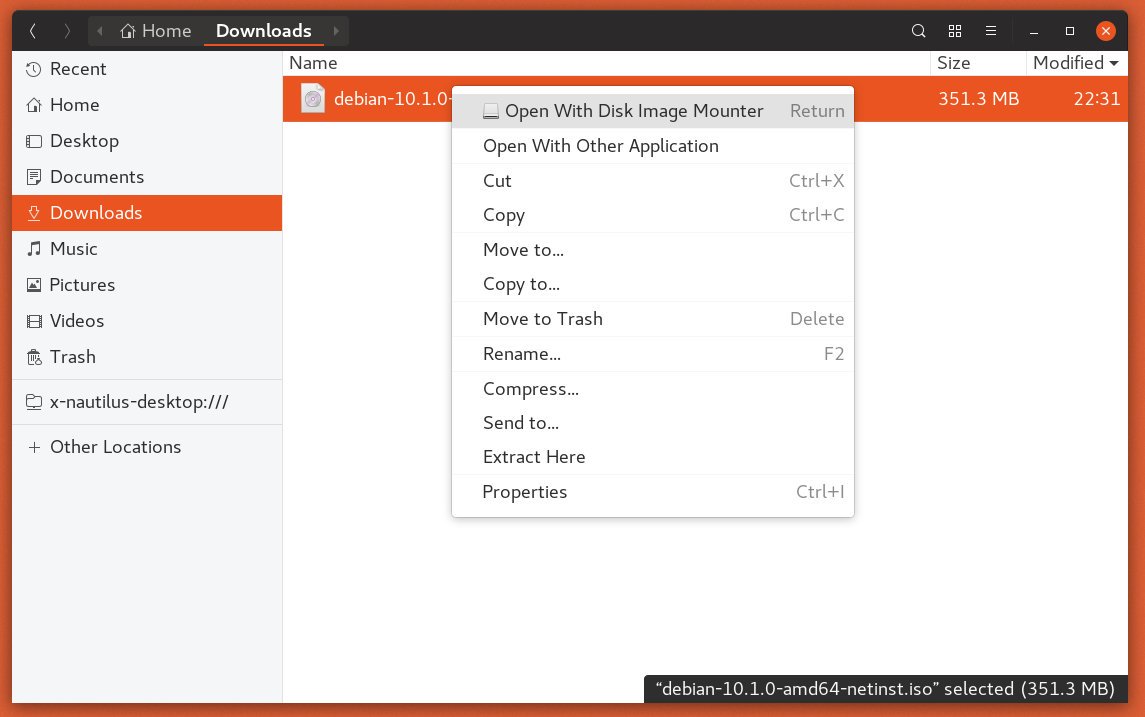 Home Downloads
Recent
Home
Desktop
Documents
Downloads
Music
Pictures
Videos
Trash
x-nautilus-desktop:///
Other Locations
Name Size Modified
debian-10.1.0- 351.3 MB 22:31
Open With Disk Image Mounter Return
Open With Other Application
Cut Ctrl+X
Copy Ctrl+C
Move to...
Copy to...
Move to Trash Delete
Rename... F2
Compress...
Send to...
Extract Here
Properties Ctrl+I
“debian-10.1.0-amd64-netinst.iso” selected (351.3 MB)